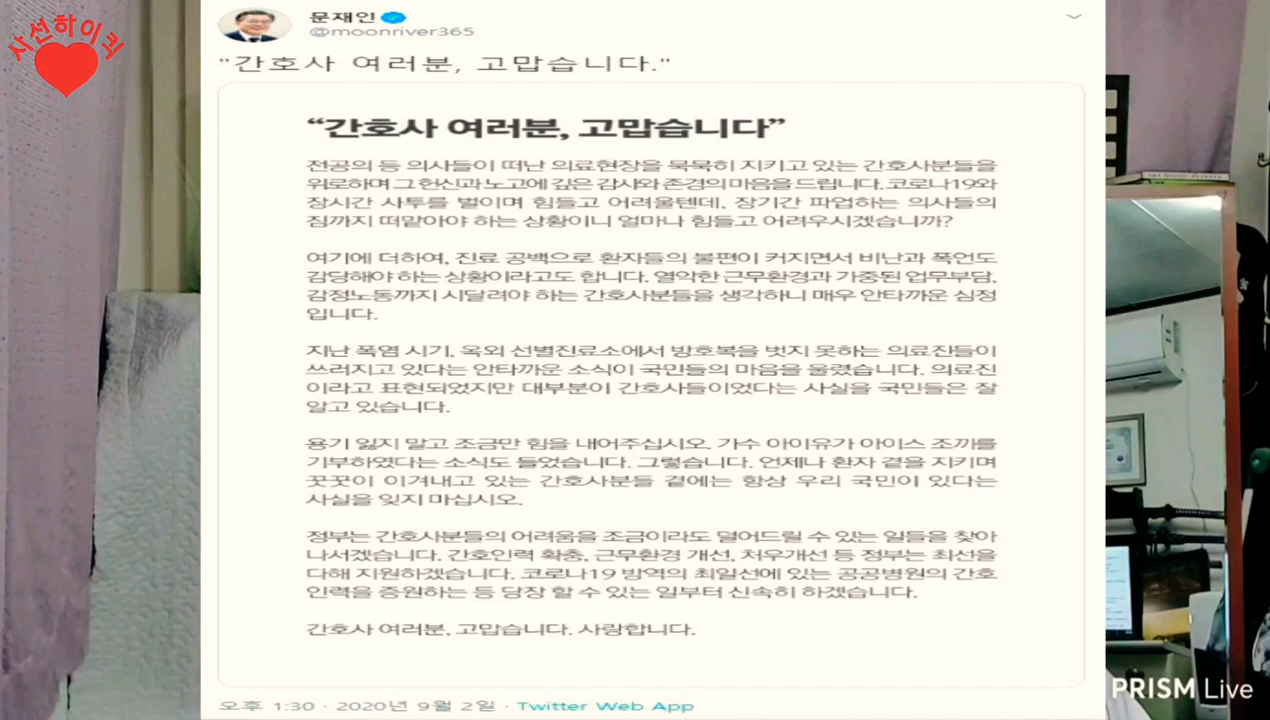 사선하이킥
문재인
@moonriver365
"간호사 여러분, 고맙습니다."
“간호사 여러분, 고맙습니다”
전공의 등 의사들이 떠난 의료현장을 묵묵히 지키고 있는 간호사분들을
위로하며 그 헌신과 노고에 깊은 감사와 존경의 마음을 드립니다. 코로나19와
장시간 사투를 벌이며 힘들고 어려울텐데, 장기간 파업하는 의사들의
짐까지 떠맡아야 하는 상황이니 얼마나 힘들고 어려우시겠습니까?
여기에 더하여, 진료 공백으로 환자들의 불편이 커지면서 비난과 폭언도
감당해야 하는 상황이라고도 합니다. 열악한 근무환경과 가중된 업무부담,
감정노동까지 시달려야 하는 간호사분들을 생각하니 매우 안타까운 심정
입니다.
지난 폭염 시기, 옥외 선별진료소에서 방호복을 벗지 못하는 의료진들이
쓰러지고 있다는 안타까운 소식이 국민들의 마음을 울렸습니다. 의료진
이라고 표현되었지만 대부분이 간호사들이었다는 사실을 국민들은 잘
알고 있습니다.
용기 잃지 말고 조금만 힘을 내어주십시오. 가수 아이유가 아이스 조끼를
기부하였다는 소식도 들었습니다. 그렇습니다. 언제나 환자 곁을 지키며
꿋꿋이 이겨내고 있는 간호사분들 곁에는 항상 우리 국민이 있다는
사실을 잊지 마십시오.
정부는 간호사분들의 어려움을 조금이라도 덜어드릴 수 있는 일들을 찾아
나서겠습니다. 간호인력 확충, 근무환경 개선, 처우개선 등 정부는 최선을
다해 지원하겠습니다. 코로나19 방역의 최일선에 있는 공공병원의 간호
인력을 증원하는 등 당장 할 수 있는 일부터 신속히 하겠습니다.
간호사 여러분, 고맙습니다. 사랑합니다.
오후 1:30 · 2020년 9월 2일 · Twitter Web App
PRISM Live